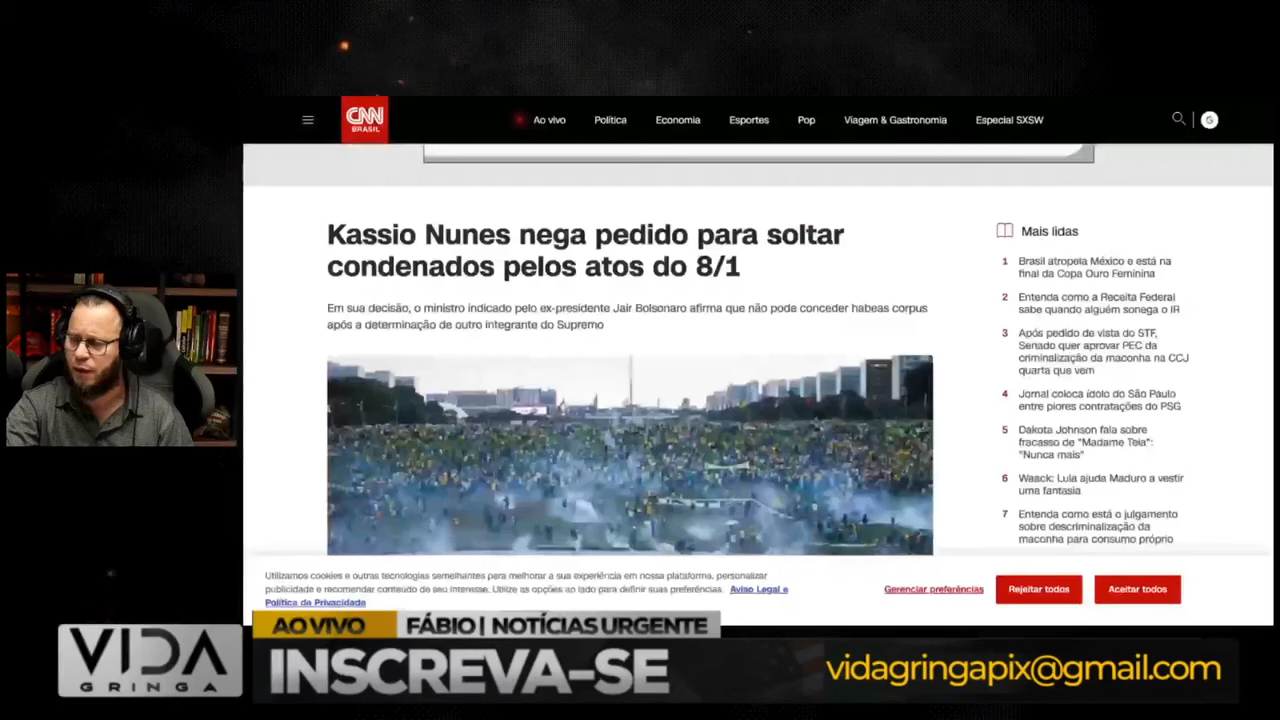 CNN
BRASIL
Ao vivo
Política
Economia
Esportes
Pop
Viagem & Gastronomia
Especial SXSW
G
Kassio Nunes nega pedido para soltar
condenados pelos atos do 8/1
Em sua decisão, o ministro indicado pelo ex-presidente Jair Bolsonaro afirma que não pode conceder habeas corpus
após a determinação de outro integrante do Supremo
Mais lidas
1 Brasil atropela México e está na
final da Copa Ouro Feminina
2 Entenda como a Receita Federal
sabe quando alguém sonega o IR
3 Após pedido de vista do STF,
Senado quer aprovar PEC da
criminalização da maconha na CCJ
quarta que vem
4 Jornal coloca ídolo do São Paulo
entre piores contratações do PSG
5 Dakota Johnson fala sobre
fracasso de "Madame Teia":
"Nunca mais"
6 Waack: Lula ajuda Maduro a vestir
uma fantasia
7 Entenda como está o julgamento
sobre descriminalização da
maconha para consumo próprio
Utilizamos cookies e outras tecnologias semelhantes para melhorar a sua experiência em nossa plataforma, personalizar
publicidade e recomendar conteúdo de seu interesse. Utilize as opções ao lado para definir suas preferências. Aviso Legal e
Política da Privacidade
Gerenciar preferências
Rejeitar todos
Aceitar todos
AO VIVO
FÁBIO | NOTÍCIAS URGENTE
VIDA
GRINGA
INSCREVA-SE
vidagringapix@gmail.com